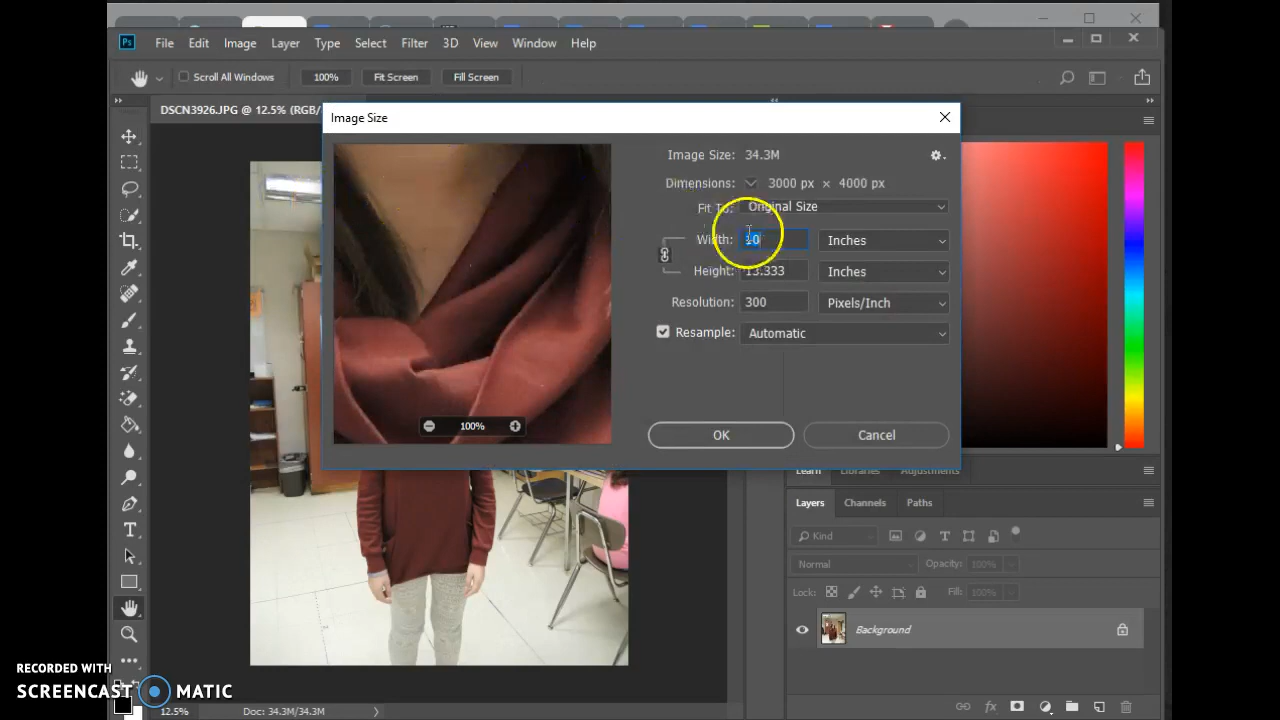 Ps File Edit Image Layer Type Select Filter 3D View Window Help
Scroll All Windows 100% Fit Screen Fill Screen
DSCN3926.JPG @ 12.5% (RGB/
Image Size
Image Size: 34.3M
Dimensions: 3000 px × 4000 px
Fit To: Original Size
Width: 10 Inches
Height: 13.333 Inches
Resolution: 300 Pixels/Inch
Resample: Automatic
100%
OK Cancel
Learn Libraries Adjustments
Layers Channels Paths
Kind
Normal Opacity: 100%
Lock: Fill: 100%
Background
fx
12.5% Doc: 34.3M/34.3M
RECORDED WITH
SCREENCAST MATIC